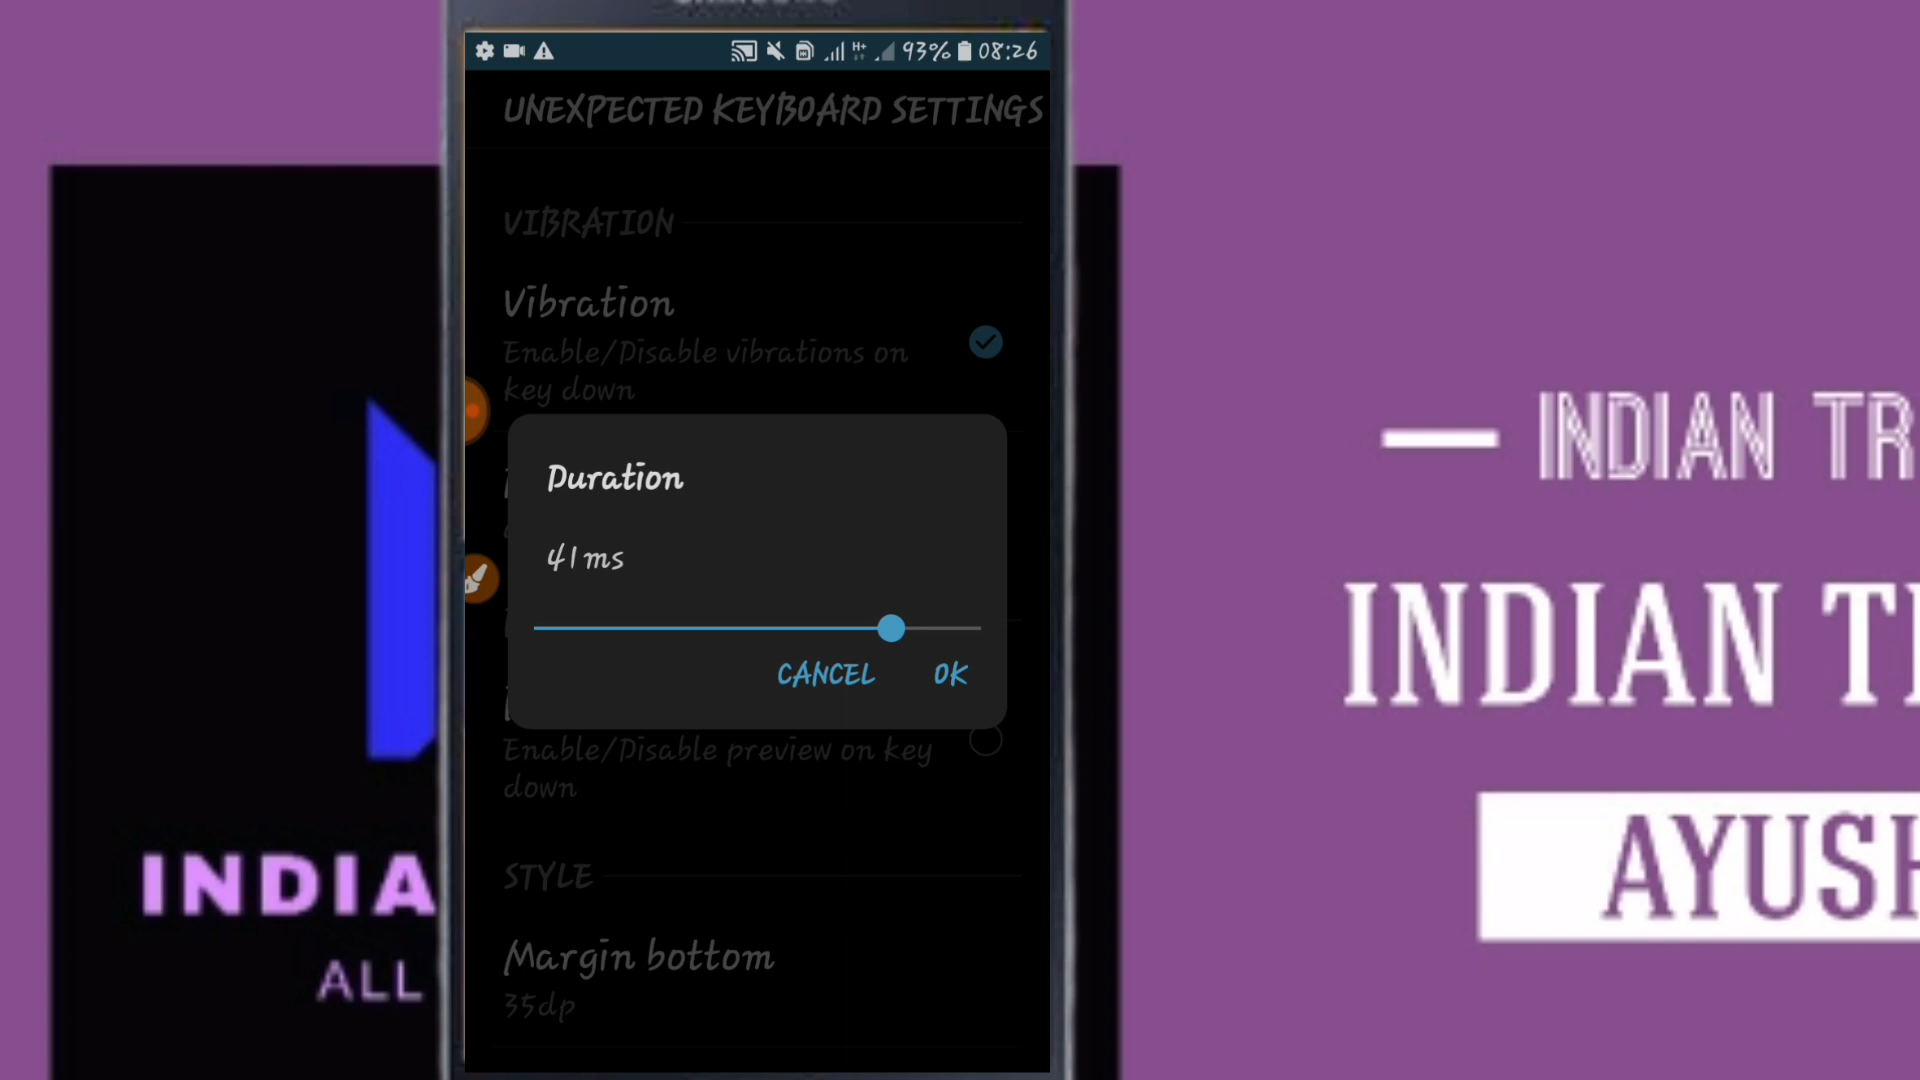 93% 08:26
UNEXPECTED KEYBOARD SETTINGS
VIBRATION
Vibration
Enable/Disable vibrations on
key down
Duration
41ms
CANCEL OK
Enable/Disable preview on key
down
STYLE
Margin bottom
35dp
INDIA
ALL
INDIAN TR
INDIAN
AYUSH